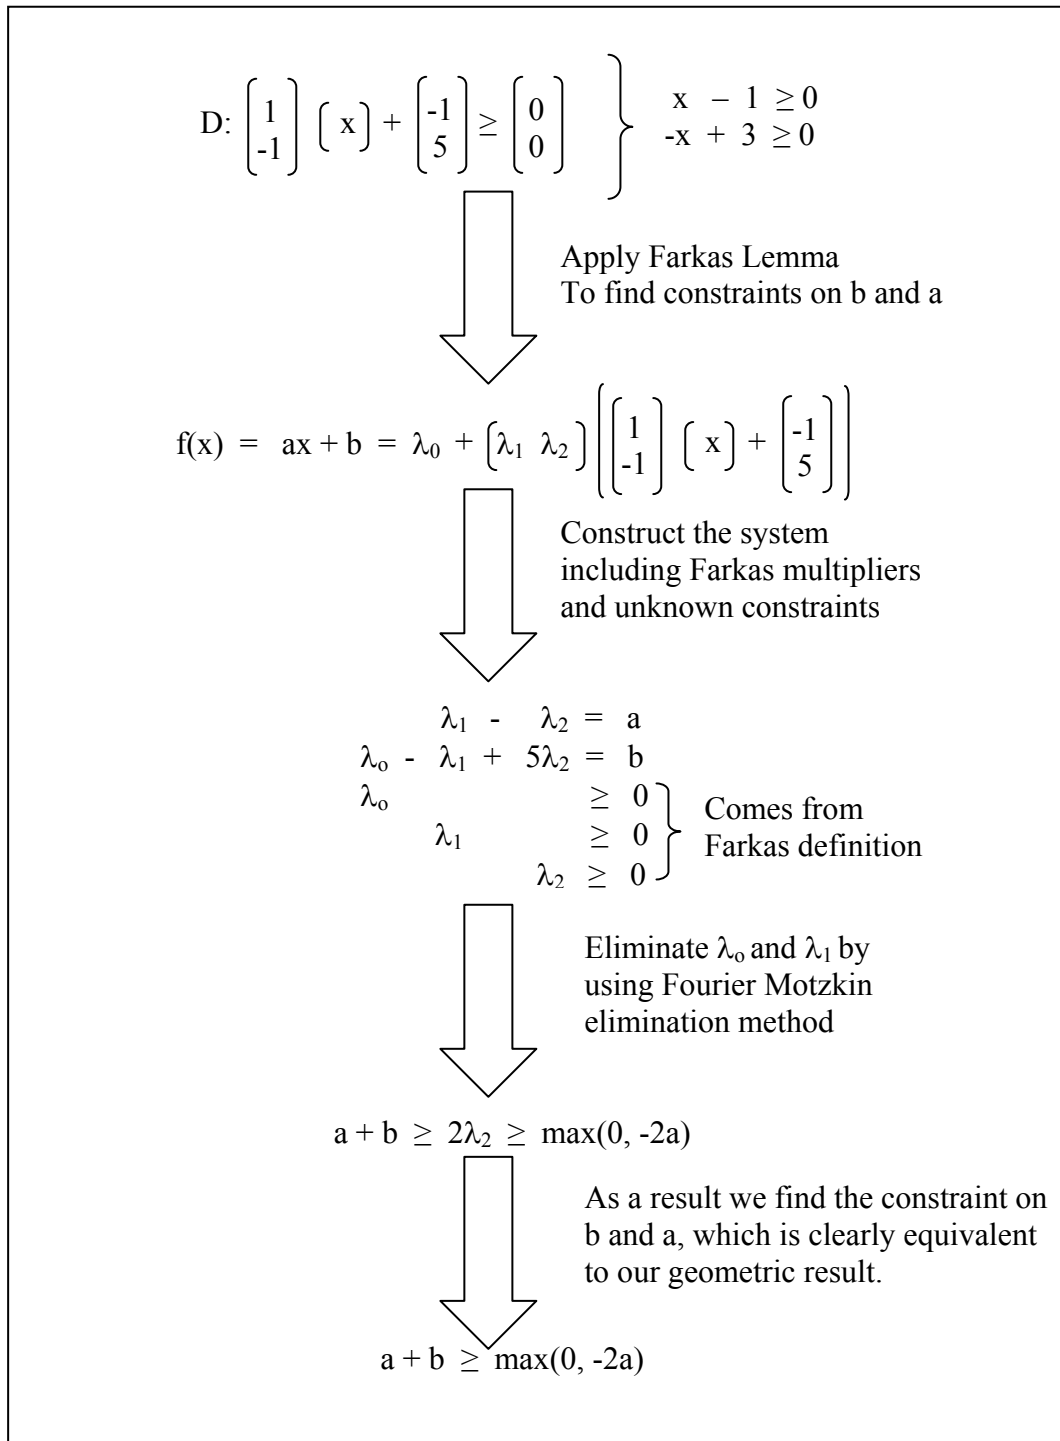 D: (1 -1) (x) + (-1 5) ≥ (0 0) } x – 1 ≥ 0
-x + 3 ≥ 0
Apply Farkas Lemma
To find constraints on b and a
f(x) = ax + b = λ₀ + (λ₁ λ₂) ((1 -1) (x) + (-1 5))
Construct the system
including Farkas multipliers
and unknown constraints
λ₁ - λ₂ = a
λₒ - λ₁ + 5λ₂ = b
λₒ ≥ 0
λ₁ ≥ 0
λ₂ ≥ 0
Comes from
Farkas definition
Eliminate λₒ and λ₁ by
using Fourier Motzkin
elimination method
a + b ≥ 2λ₂ ≥ max(0, -2a)
As a result we find the constraint on
b and a, which is clearly equivalent
to our geometric result.
a + b ≥ max(0, -2a)